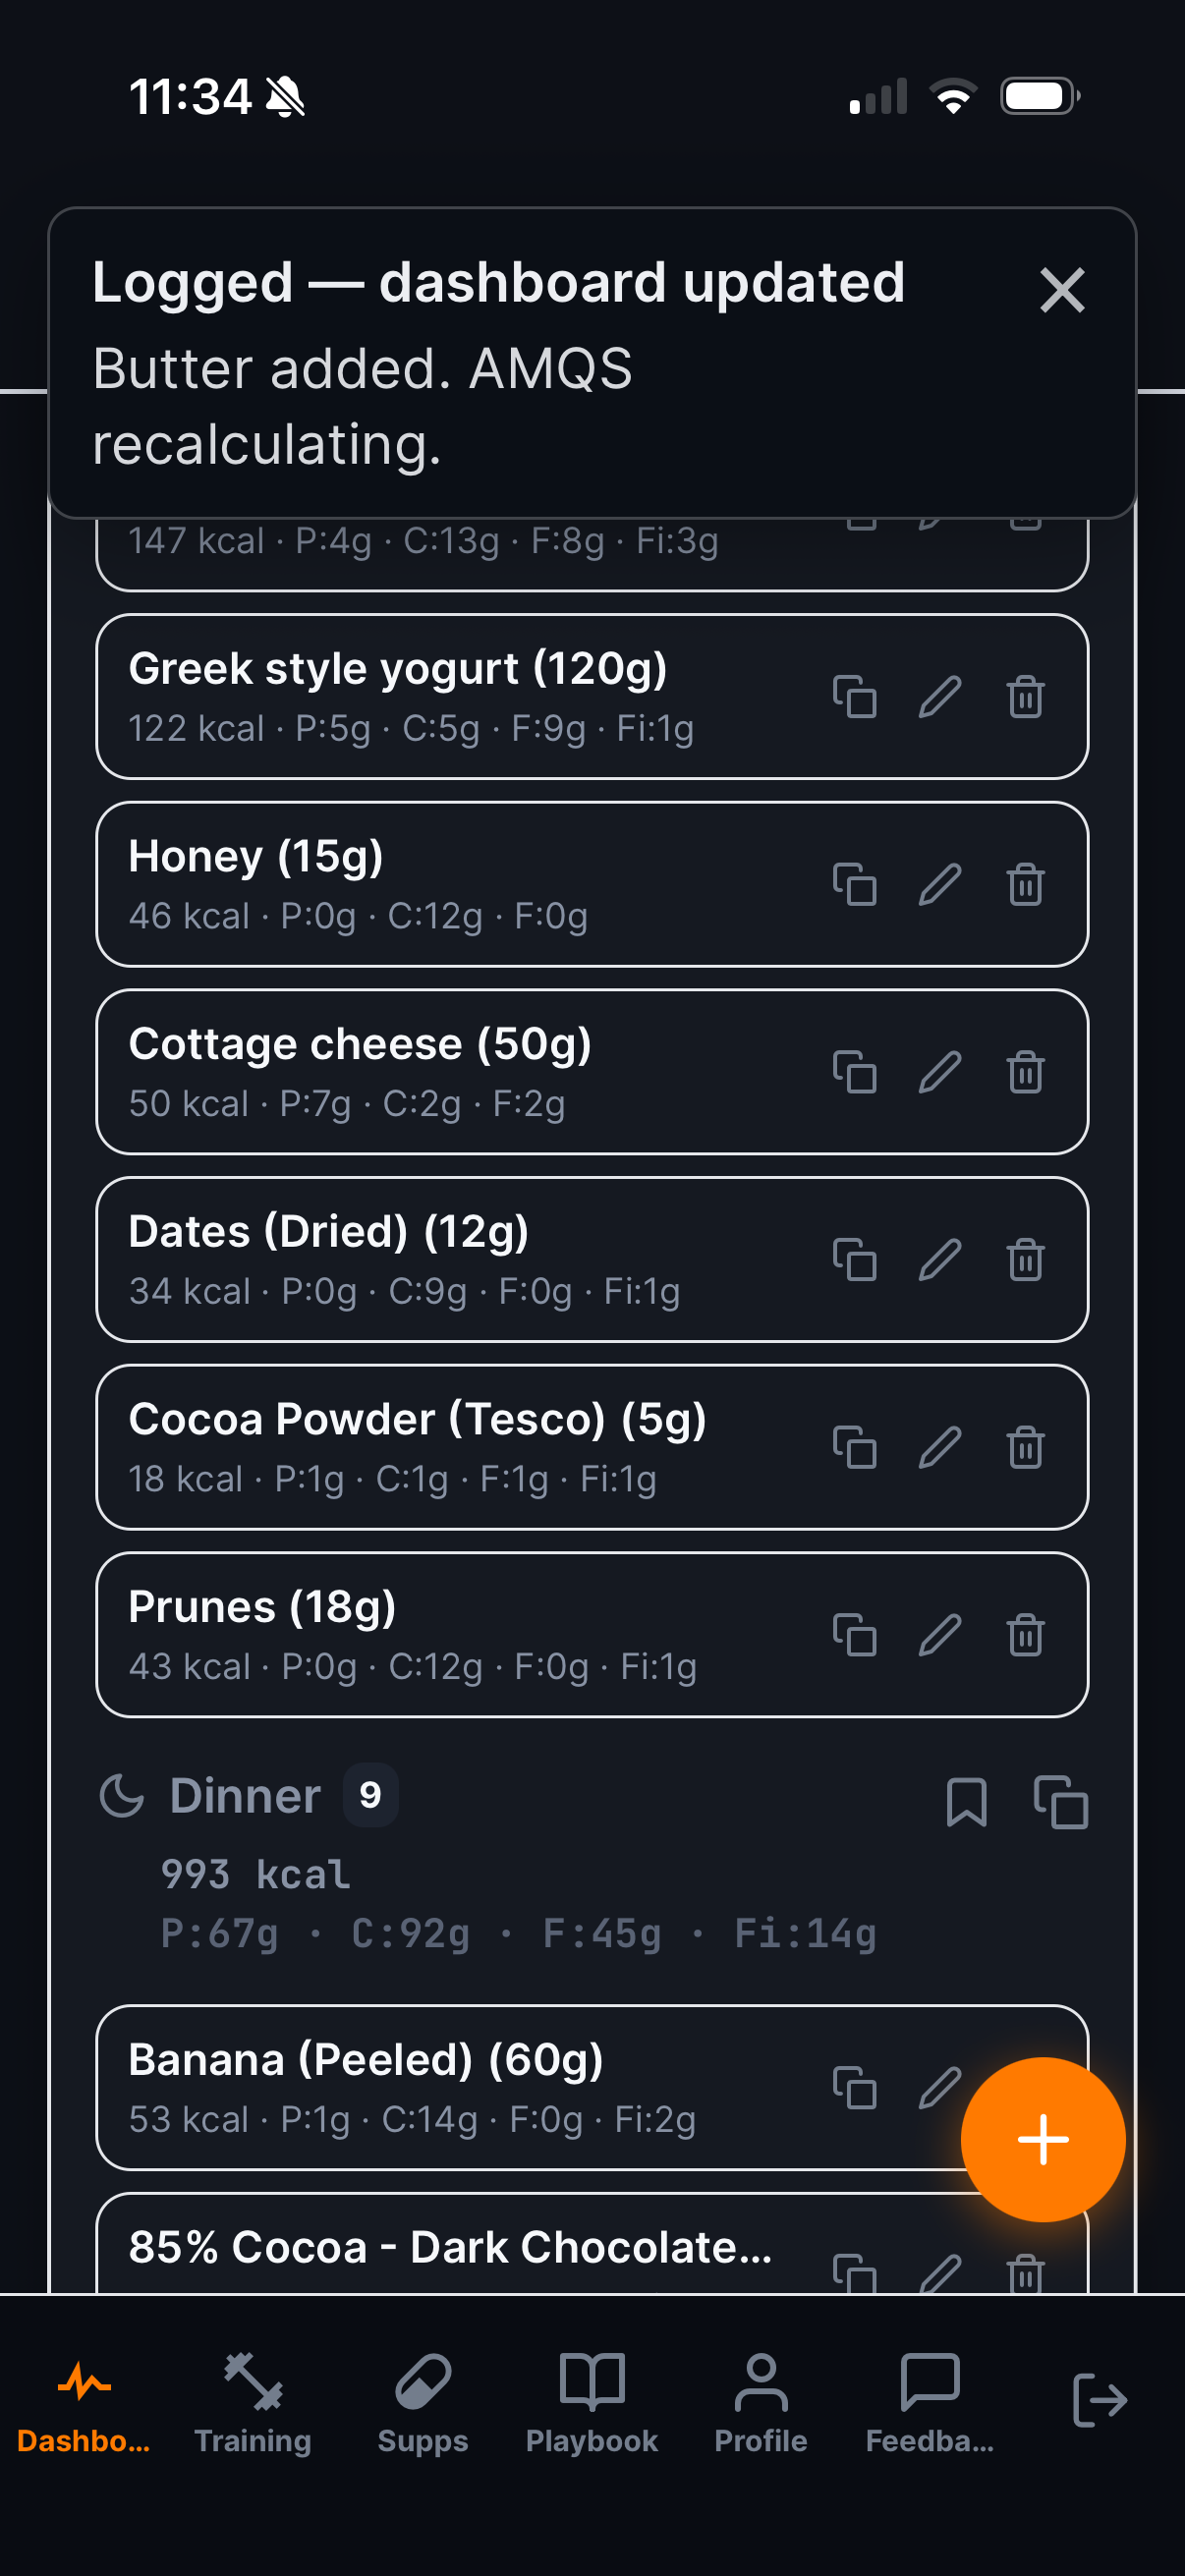 11:34
Logged — dashboard updated
Butter added. AMQS
recalculating.
147 kcal · P:4g · C:13g · F:8g · Fi:3g
Greek style yogurt (120g)
122 kcal · P:5g · C:5g · F:9g · Fi:1g
Honey (15g)
46 kcal · P:0g · C:12g · F:0g
Cottage cheese (50g)
50 kcal · P:7g · C:2g · F:2g
Dates (Dried) (12g)
34 kcal · P:0g · C:9g · F:0g · Fi:1g
Cocoa Powder (Tesco) (5g)
18 kcal · P:1g · C:1g · F:1g · Fi:1g
Prunes (18g)
43 kcal · P:0g · C:12g · F:0g · Fi:1g
Dinner 9
993 kcal
P:67g · C:92g · F:45g · Fi:14g
Banana (Peeled) (60g)
53 kcal · P:1g · C:14g · F:0g · Fi:2g
85% Cocoa - Dark Chocolate...
Dashbo... Training Supps Playbook Profile Feedba...